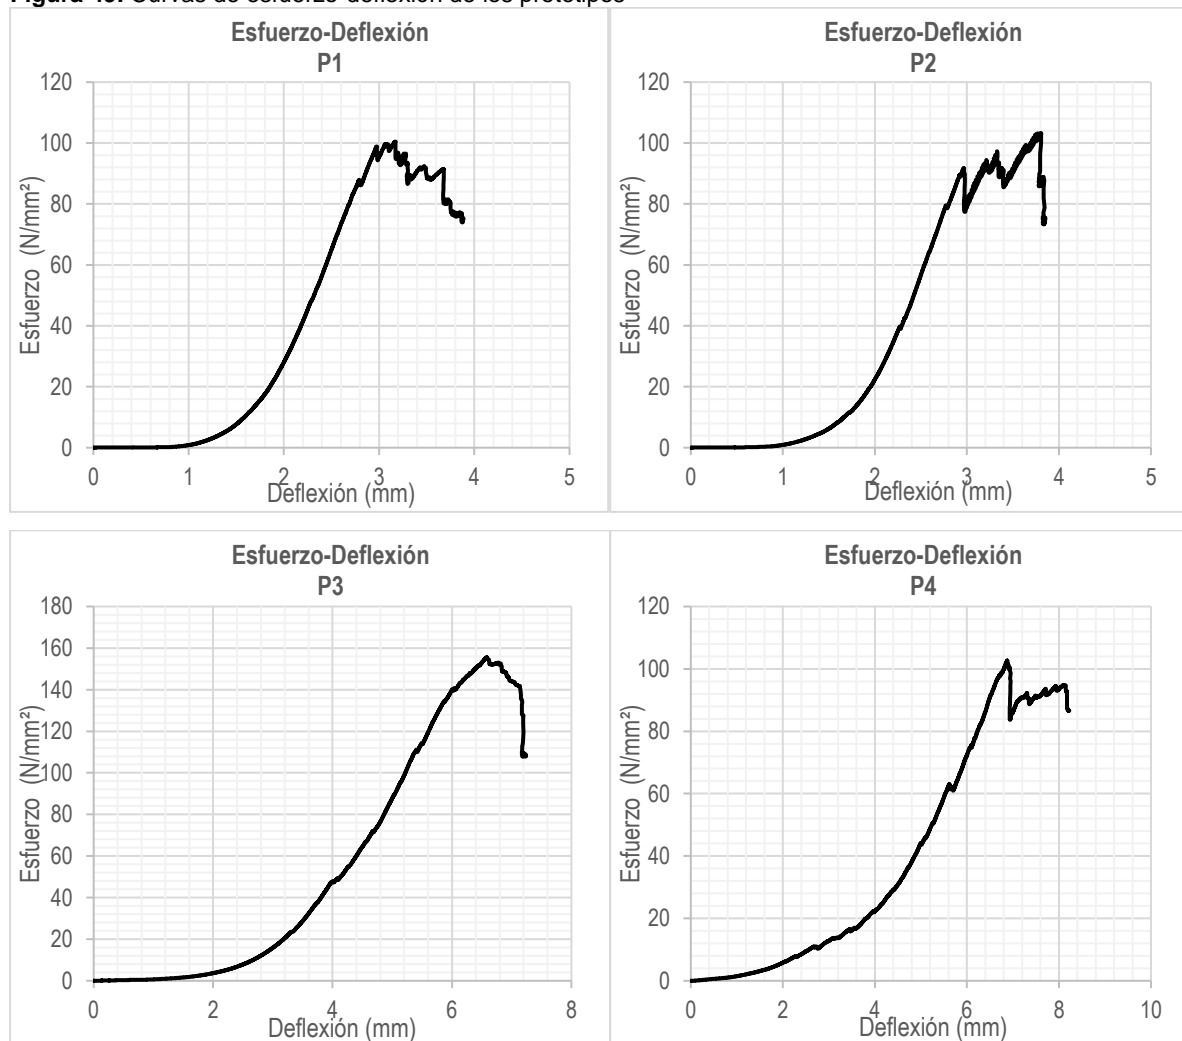 Figura Curvas de esfuerzo-deflexión de los prototipos
Esfuerzo-Deflexión
P1
120
100
80
60
40
20
0
Esfuerzo (N/mm²)
0 1 2 3 4 5
Deflexión (mm)
Esfuerzo-Deflexión
P2
120
100
80
60
40
20
0
Esfuerzo (N/mm²)
0 1 2 3 4 5
Deflexión (mm)
Esfuerzo-Deflexión
P3
180
160
140
120
100
80
60
40
20
0
Esfuerzo (N/mm²)
0 2 4 6 8
Deflexión (mm)
Esfuerzo-Deflexión
P4
120
100
80
60
40
20
0
Esfuerzo (N/mm²)
0 2 4 6 8 10
Deflexión (mm)